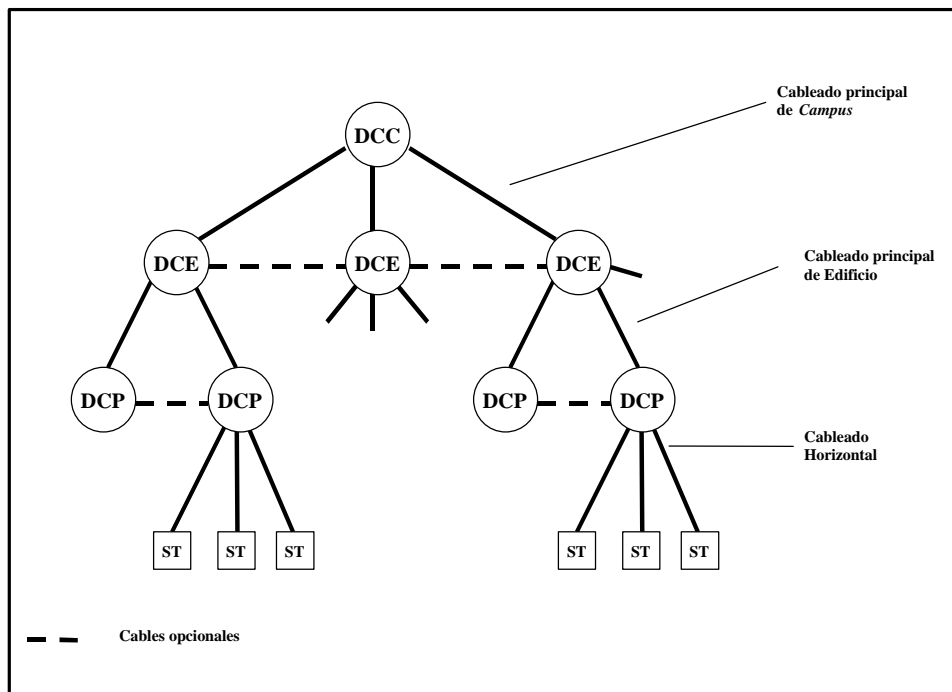 Cableado principal
de Campus
DCC
DCE
DCE
DCE
Cableado principal
de Edificio
DCP
DCP
DCP
DCP
Cableado
Horizontal
ST
ST
ST
ST
ST
ST
Cables opcionales